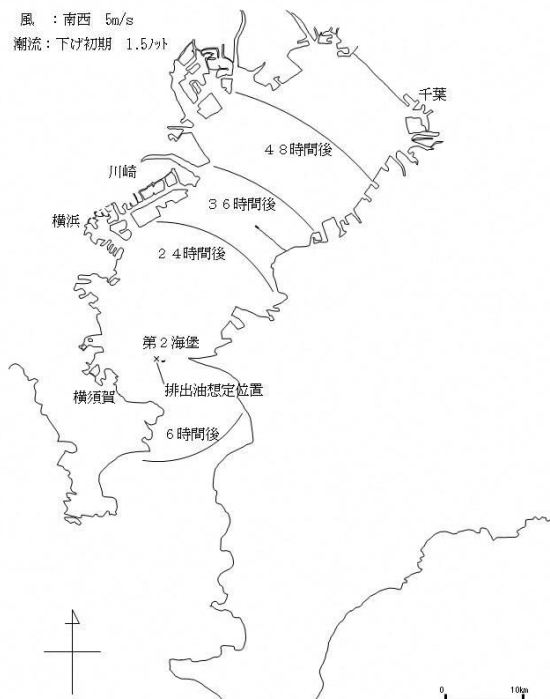 風　：南西　5m/s
潮流：下げ初期　1.5ﾉｯﾄ
千葉
４８時間後
川崎
３６時間後
横浜
２４時間後
第２海堡
排出油想定位置
横須賀
６時間後
0　10km